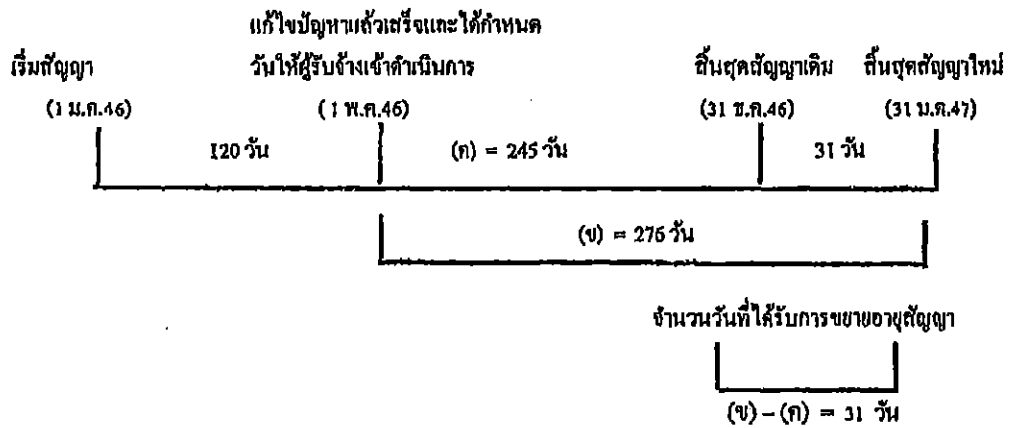 แก้ไขปัญหาแล้วเสร็จและได้กำหนด
เริ่มสัญญา วันให้ผู้รับจ้างเข้าดำเนินการ สิ้นสุดสัญญาเดิม สิ้นสุดสัญญาใหม่
(1 ม.ค.46) (1 พ.ค.46) (31 ธ.ค.46) (31 ม.ค.47)
120 วัน (ก) = 245 วัน 31 วัน
(ข) = 276 วัน
จำนวนวันที่ได้รับการขยายอายุสัญญา
(ข) – (ก) = 31 วัน